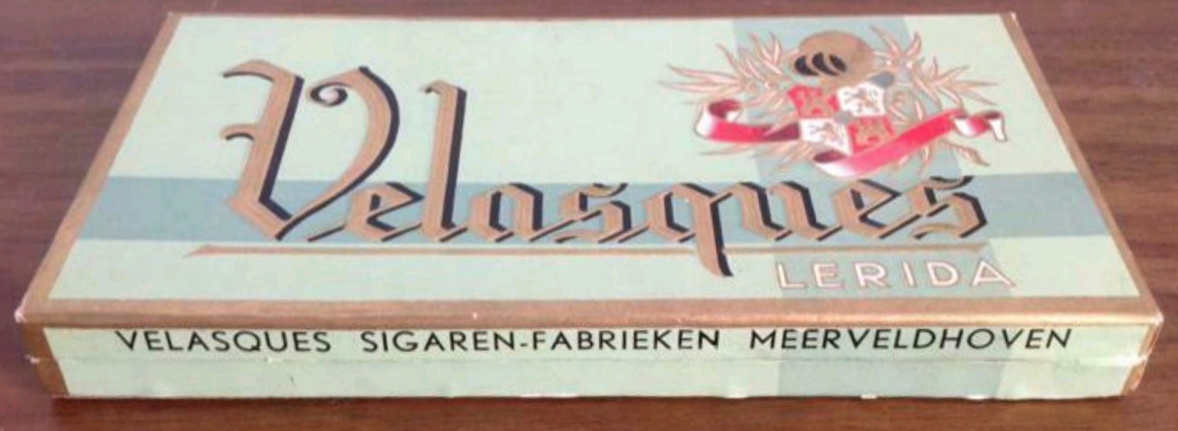 Velasques
LERIDA
VELASQUES SIGAREN-FABRIEKEN MEERVELDHOVEN